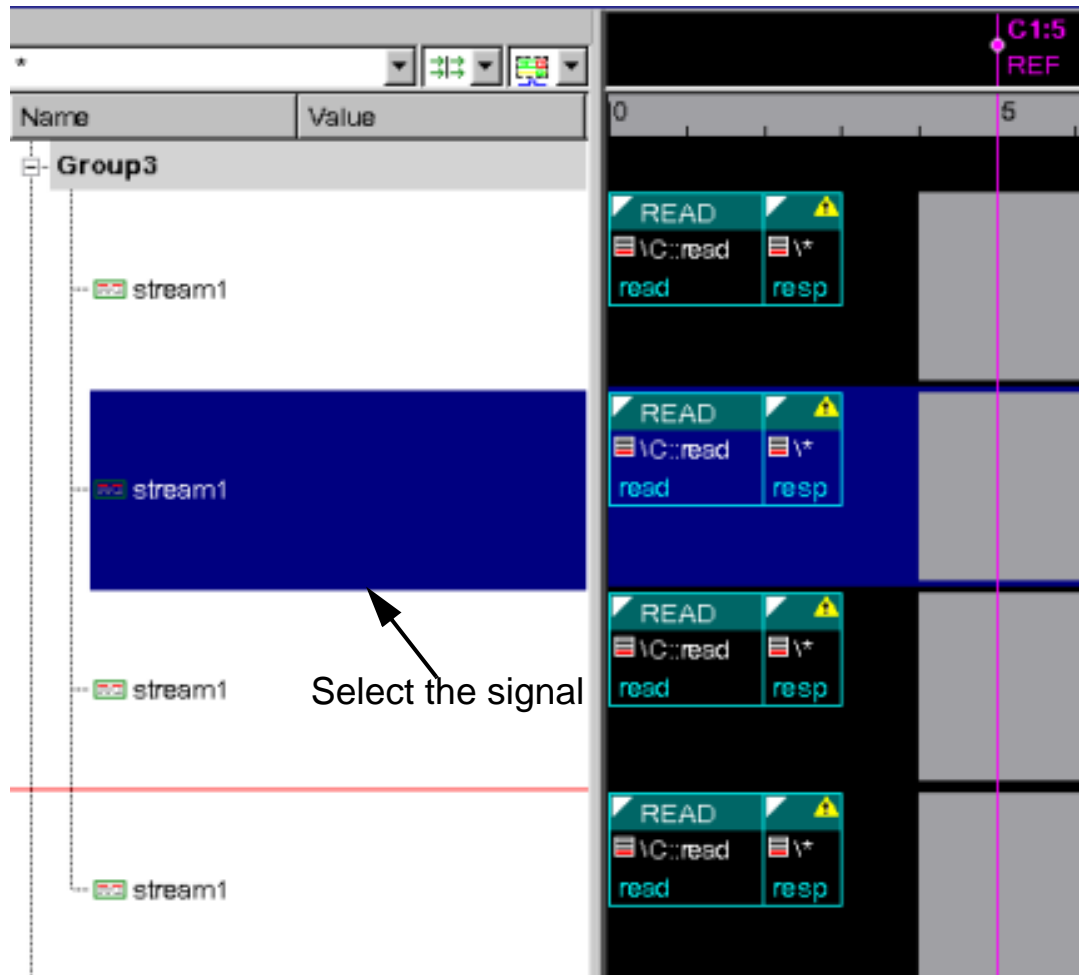 C1:5
REF
*
Name Value
0 5
Group3
READ
\C::read \*
read resp
stream1
READ
\C::read \*
read resp
stream1
READ
\C::read \*
read resp
stream1
Select the signal
READ
\C::read \*
read resp
stream1